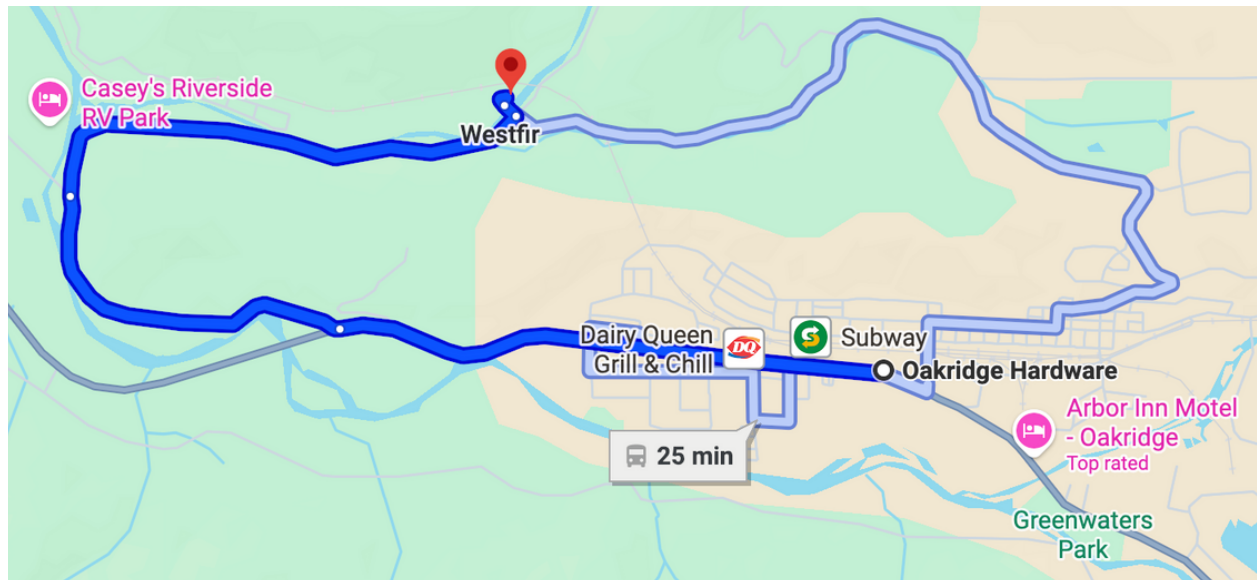 Casey's Riverside
RV Park
Westfir
Dairy Queen
Grill & Chill
DQ
Subway
Oakridge Hardware
25 min
Arbor Inn Motel
- Oakridge
Top rated
Greenwaters
Park